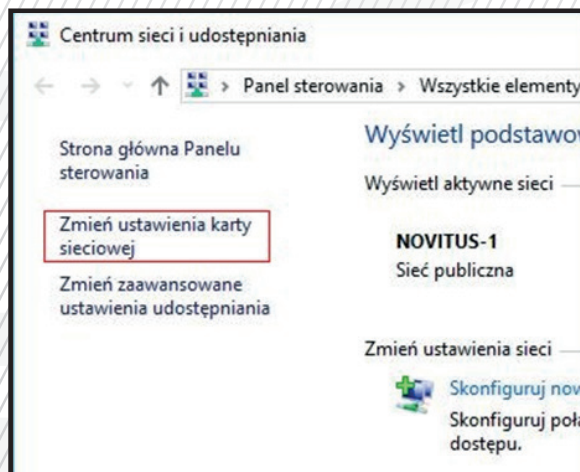 Centrum sieci i udostępniania
Panel sterowania > Wszystkie elementy
Strona główna Panelu
sterowania
Zmień ustawienia karty
sieciowej
Zmień zaawansowane
ustawienia udostępniania
Wyświetl podstawow
Wyświetl aktywne sieci
NOVITUS-1
Sieć publiczna
Zmień ustawienia sieci
Skonfiguruj now
Skonfiguruj poła
dostępu.